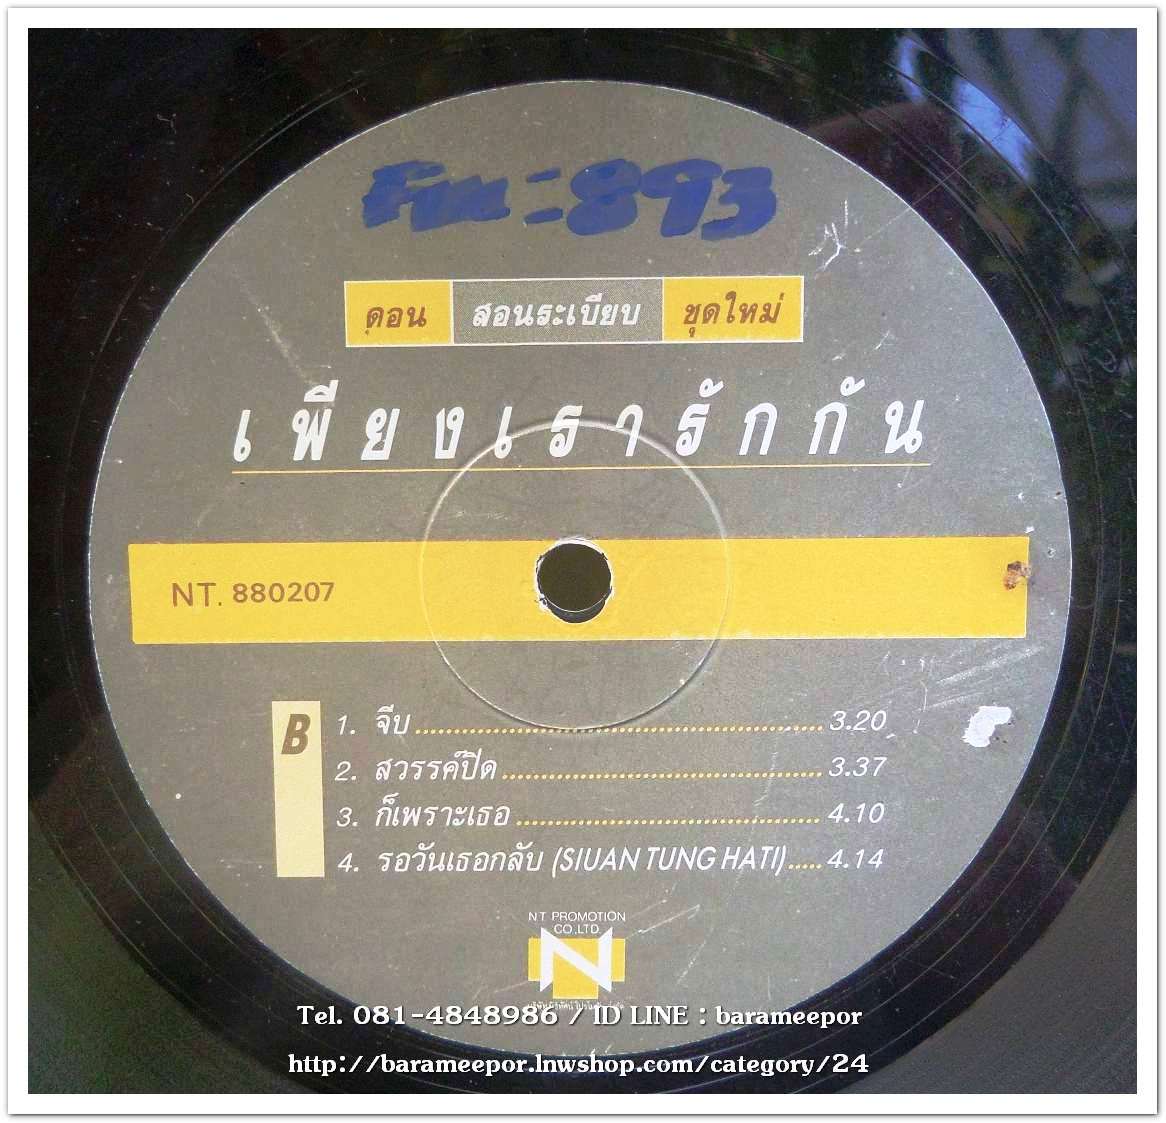 Fm:893
ดอน สอนระเบียบ ชุดใหม่
เพียงเรารักกัน
NT. 880207
B
1. จีบ 3.20
2. สวรรค์ปิด 3.37
3. ก็เพราะเธอ 4.10
4. รอวันเธอกลับ (SIUAN TUNG HATI) 4.14
NT PROMOTION
CO.,LTD.
N
Tel. 081-4848986 / ID LINE : barameepor
http://barameepor.lnwshop.com/category/24